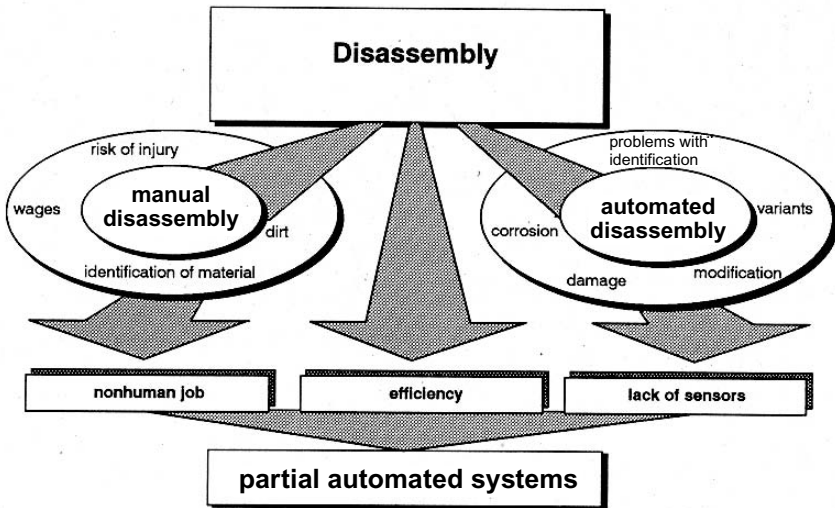 Disassembly
risk of injury
wages
manual
disassembly
dirt
identification of material
problems with
identification
automated
disassembly
variants
corrosion
damage
modification
nonhuman job
efficiency
lack of sensors
partial automated systems